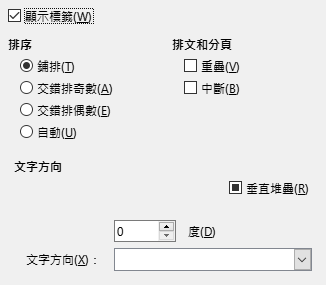 顯示標籤(W)
排序
鋪排(T)
交錯排奇數(A)
交錯排偶數(E)
自動(U)
排文和分頁
重疊(V)
中斷(B)
文字方向
垂直堆疊(R)
0 度(D)
文字方向(X)：